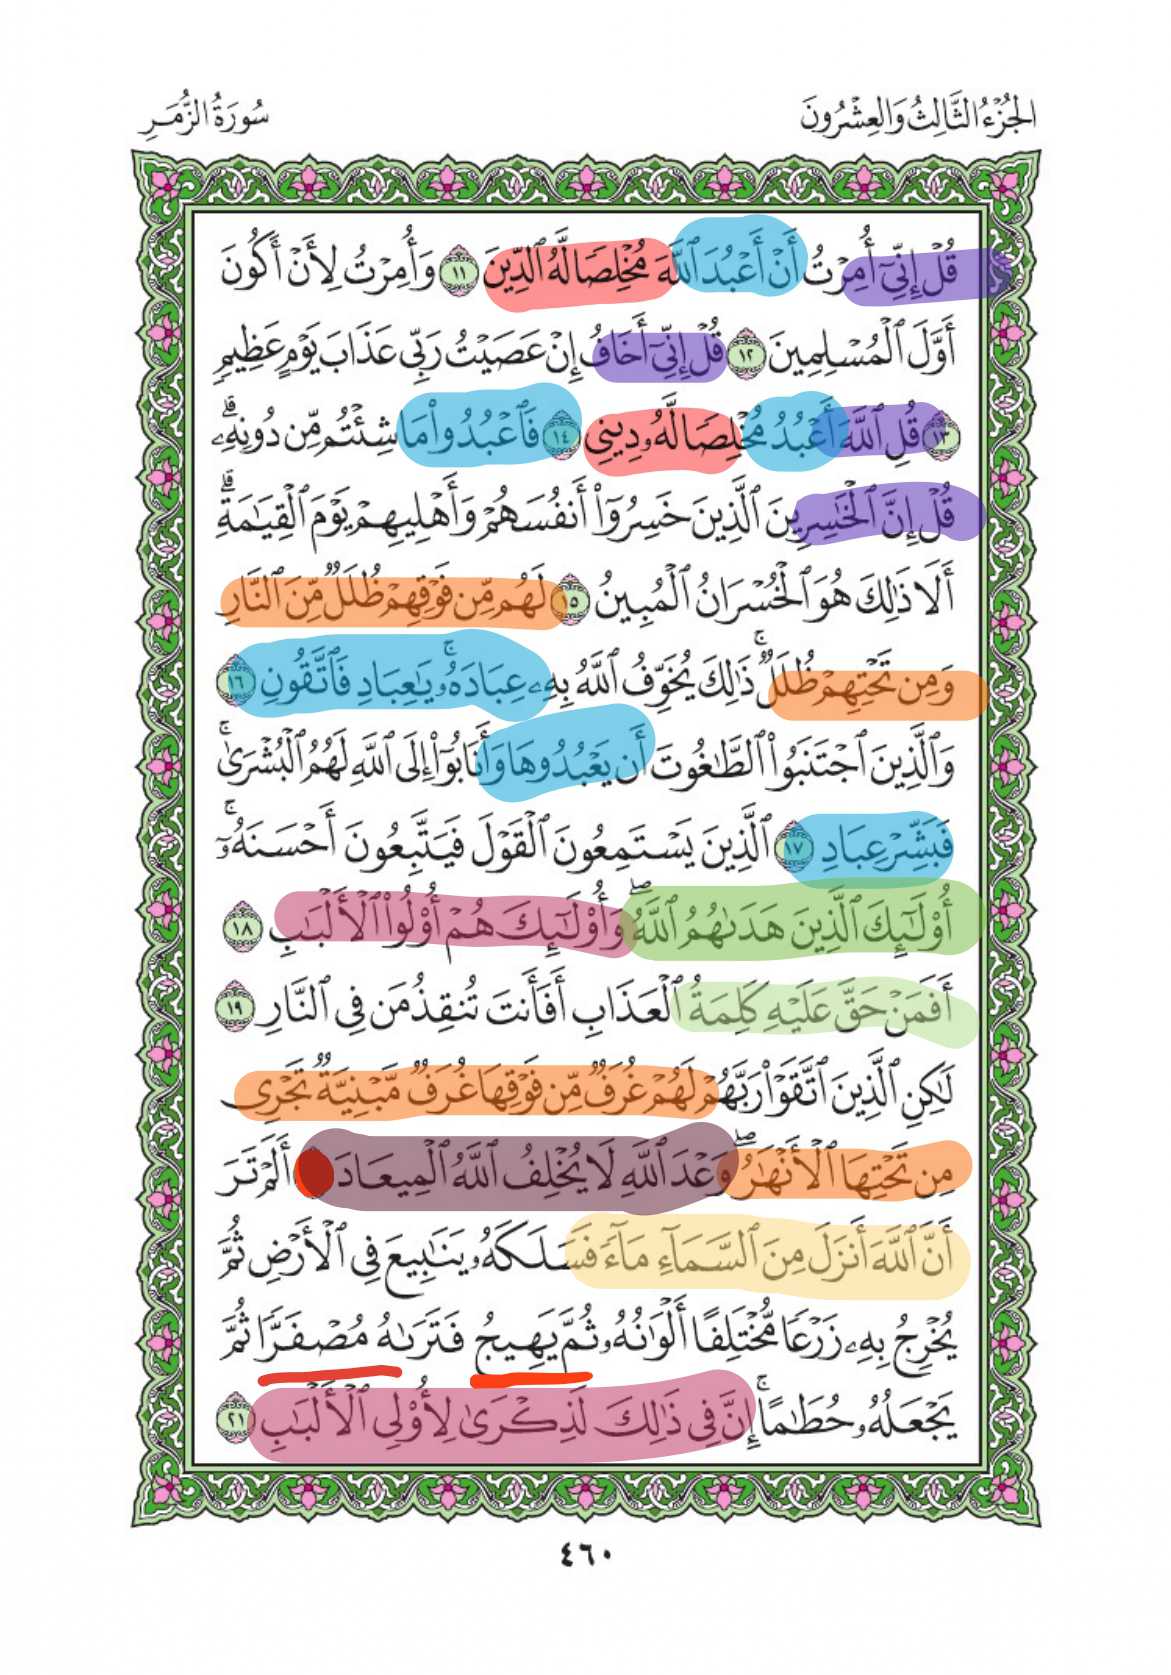 الجُزْءُ الثَّالِثُ وَالعِشْرُونَ
سُورَةُ الزُّمَرِ
قُلْ إِنِّىٓ أُمِرْتُ أَنْ أَعْبُدَ ٱللَّهَ مُخْلِصًا لَّهُ ٱلدِّينَ ١١ وَأُمِرْتُ لِأَنْ أَكُونَ
أَوَّلَ ٱلْمُسْلِمِينَ ١٢ قُلْ إِنِّىٓ أَخَافُ إِنْ عَصَيْتُ رَبِّى عَذَابَ يَوْمٍ عَظِيمٍ
١٣ قُلِ ٱللَّهَ أَعْبُدُ مُخْلِصًا لَّهُۥ دِينِى ١٤ فَٱعْبُدُوا۟ مَا شِئْتُم مِّن دُونِهِۦۗ
قُلْ إِنَّ ٱلْخَٰسِرِينَ ٱلَّذِينَ خَسِرُوٓا۟ أَنفُسَهُمْ وَأَهْلِيهِمْ يَوْمَ ٱلْقِيَٰمَةِۗ
أَلَا ذَٰلِكَ هُوَ ٱلْخُسْرَانُ ٱلْمُبِينُ ١٥ لَهُم مِّن فَوْقِهِمْ ظُلَلٌ مِّنَ ٱلنَّارِ
وَمِن تَحْتِهِمْ ظُلَلٌۚ ذَٰلِكَ يُخَوِّفُ ٱللَّهُ بِهِۦ عِبَادَهُۥۚ يَٰعِبَادِ فَٱتَّقُونِ ١٦
وَٱلَّذِينَ ٱجْتَنَبُوا۟ ٱلطَّٰغُوتَ أَن يَعْبُدُوهَا وَأَنَابُوٓا۟ إِلَى ٱللَّهِ لَهُمُ ٱلْبُشْرَىٰۚ
فَبَشِّرْ عِبَادِ ١٧ ٱلَّذِينَ يَسْتَمِعُونَ ٱلْقَوْلَ فَيَتَّبِعُونَ أَحْسَنَهُۥٓۚ
أُو۟لَٰٓئِكَ ٱلَّذِينَ هَدَىٰهُمُ ٱللَّهُۖ وَأُو۟لَٰٓئِكَ هُمْ أُو۟لُوا۟ ٱلْأَلْبَٰبِ ١٨
أَفَمَنْ حَقَّ عَلَيْهِ كَلِمَةُ ٱلْعَذَابِ أَفَأَنتَ تُنقِذُ مَن فِى ٱلنَّارِ ١٩
لَٰكِنِ ٱلَّذِينَ ٱتَّقَوْا۟ رَبَّهُمْ لَهُمْ غُرَفٌ مِّن فَوْقِهَا غُرَفٌ مَّبْنِيَّةٌ تَجْرِى
مِن تَحْتِهَا ٱلْأَنْهَٰرُۖ وَعْدَ ٱللَّهِ لَا يُخْلِفُ ٱللَّهُ ٱلْمِيعَادَ أَلَمْ تَرَ
أَنَّ ٱللَّهَ أَنزَلَ مِنَ ٱلسَّمَآءِ مَآءً فَسَلَكَهُۥ يَنَٰبِيعَ فِى ٱلْأَرْضِ ثُمَّ
يُخْرِجُ بِهِۦ زَرْعًا مُّخْتَلِفًا أَلْوَٰنُهُۥ ثُمَّ يَهِيجُ فَتَرَىٰهُ مُصْفَرًّا ثُمَّ
يَجْعَلُهُۥ حُطَٰمًاۚ إِنَّ فِى ذَٰلِكَ لَذِكْرَىٰ لِأُو۟لِى ٱلْأَلْبَٰبِ ٢١
٤٦٠